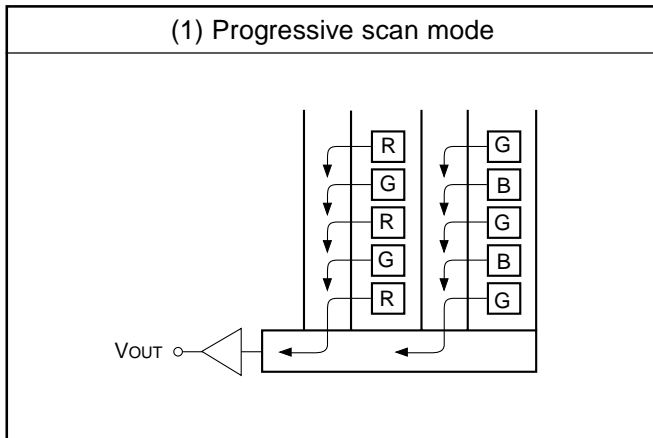 (1) Progressive scan mode
R G
G B
R G
G B
R G
VOUT